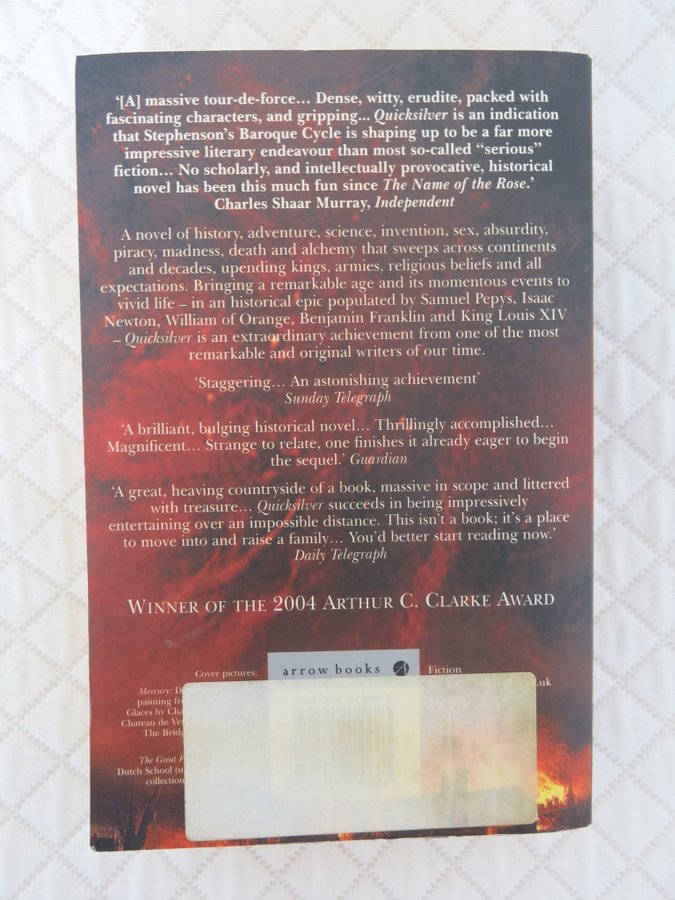 ‘[A] massive tour-de-force… Dense, witty, erudite, packed with
fascinating characters, and gripping... Quicksilver is an indication
that Stephenson’s Baroque Cycle is shaping up to be a far more
impressive literary endeavour than most so-called “serious”
fiction… No scholarly, and intellectually provocative, historical
novel has been this much fun since The Name of the Rose.’
Charles Shaar Murray, Independent
A novel of history, adventure, science, invention, sex, absurdity,
piracy, madness, death and alchemy that sweeps across continents
and decades, upending kings, armies, religious beliefs and all
expectations. Bringing a remarkable age and its momentous events to
vivid life – in an historical epic populated by Samuel Pepys, Isaac
Newton, William of Orange, Benjamin Franklin and King Louis XIV
– Quicksilver is an extraordinary achievement from one of the most
remarkable and original writers of our time.
‘Staggering… An astonishing achievement’
Sunday Telegraph
‘A brilliant, bulging historical novel… Thrillingly accomplished…
Magnificent… Strange to relate, one finishes it already eager to begin
the sequel.’ Guardian
‘A great, heaving countryside of a book, massive in scope and littered
with treasure… Quicksilver succeeds in being impressively
entertaining over an impossible distance. This isn’t a book; it’s a place
to move into and raise a family… You’d better start reading now.’
Daily Telegraph
WINNER OF THE 2004 ARTHUR C. CLARKE AWARD
Cover pictures:
arrow books
Fiction
.uk
Mercury: D
painting fr
Glaces by Cha
Chateau de Ve
The Bridg
The Great F
Dutch School (u
collection